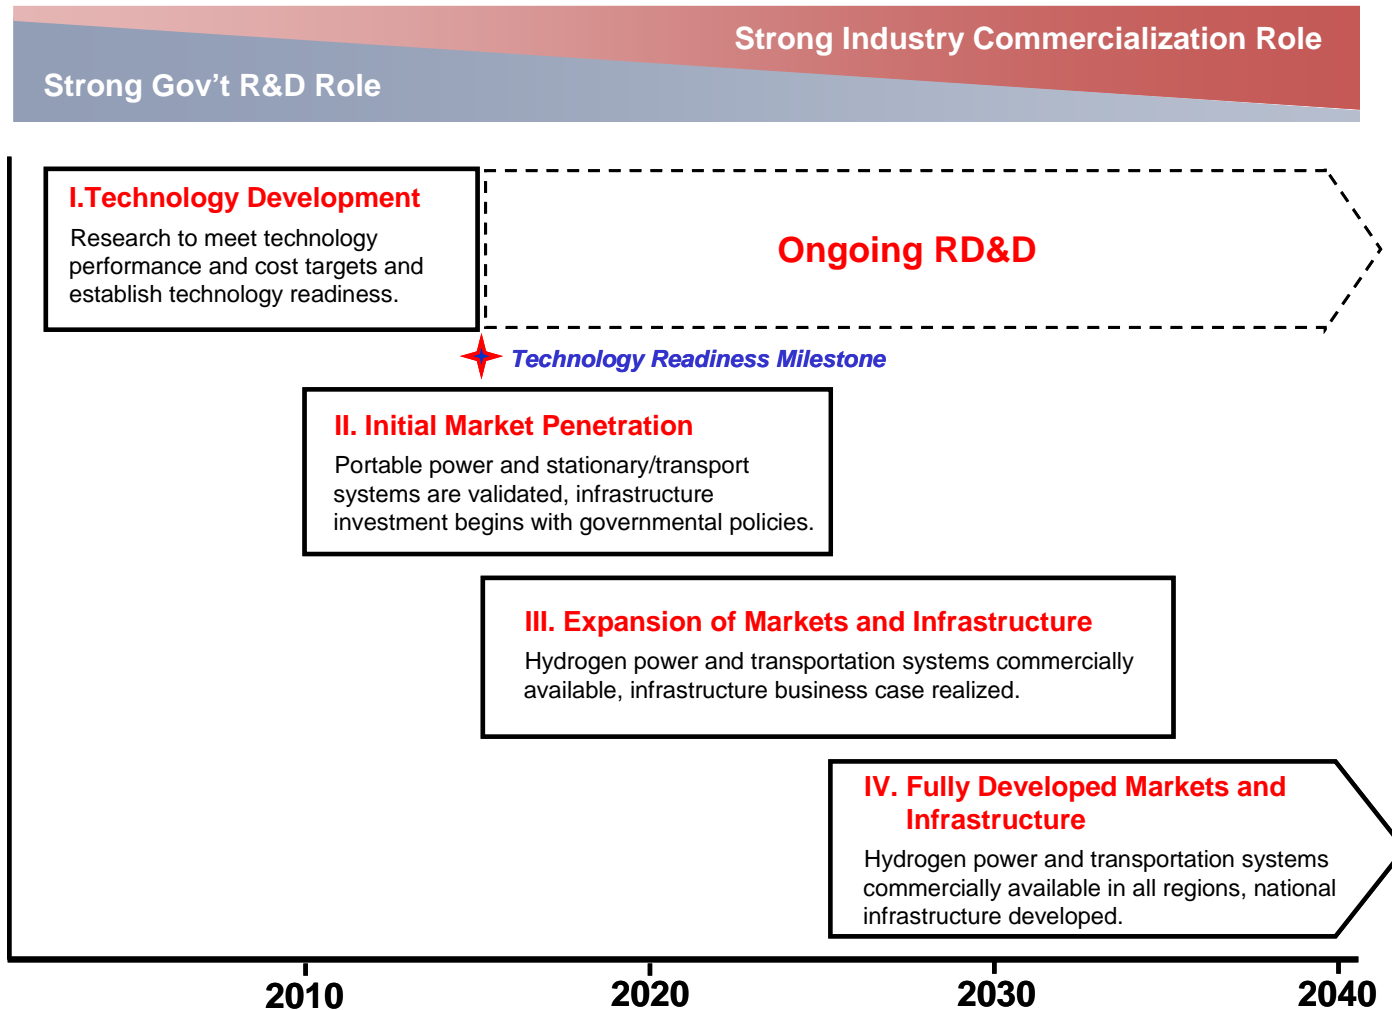 Strong Industry Commercialization Role
Strong Gov’t R&D Role
I.Technology Development
Research to meet technology
performance and cost targets and
establish technology readiness.
Ongoing RD&D
Technology Readiness Milestone
II. Initial Market Penetration
Portable power and stationary/transport
systems are validated, infrastructure
investment begins with governmental policies.
III. Expansion of Markets and Infrastructure
Hydrogen power and transportation systems commercially
available, infrastructure business case realized.
IV. Fully Developed Markets and
Infrastructure
Hydrogen power and transportation systems
commercially available in all regions, national
infrastructure developed.
2010
2020
2030
2040